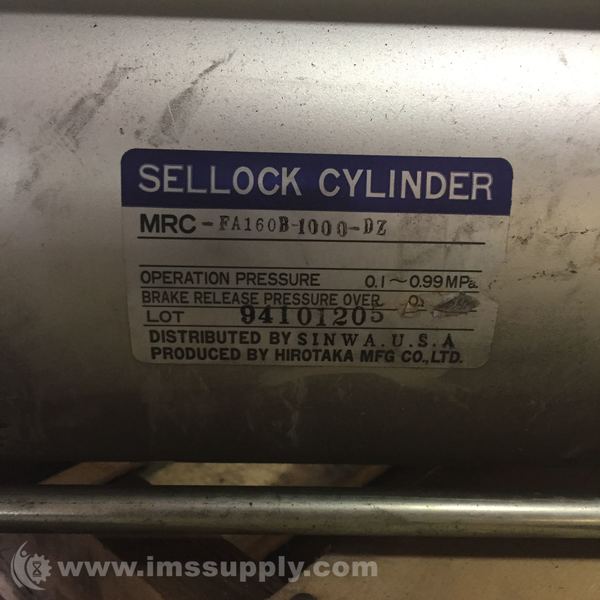 SELLOCK CYLINDER
MRC-FA160B-1000-DZ
OPERATION PRESSURE 0.1~0.99MPa
BRAKE RELEASE PRESSURE OVER 0.
LOT 94101205
DISTRIBUTED BY SINWA.U.S.A
PRODUCED BY HIROTAKA MFG CO.,LTD.
www.imssupply.com